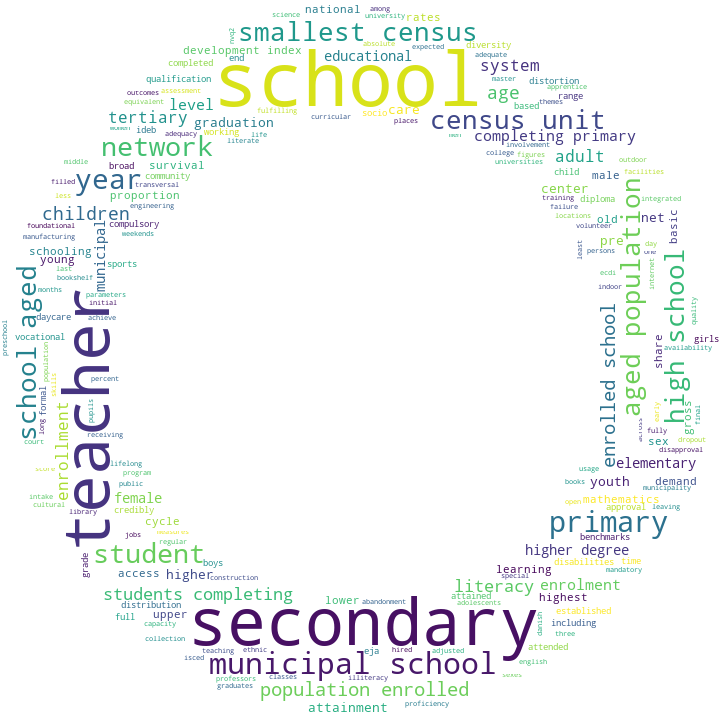 national among
science university
nvq2 smallest census rates
development index end educational absolute expected diversity
completed school system
qualification assessment master distortion
outcomes level socio care age based apprentice
equivalent fulfilling curricular places themes range
tertiary graduation census unit
adequacy working life involvement
ideb literate completing primary
network college figures adult outdoor
middle broad survival universities child male facilities
filled year community center training diploma integrated
less transversal proportion failure locations
children engineering volunteer old net
foundational compulsory pre basic
manufacturing municipal weekends least persons day one
schooling young sports ecdi internet
last bookshelf parameters indoor aged population high school quality
months initial
preschool school aged daycare achieve enrolled school share availability girls
vocational teacher
population percent
skills
long formal pupils early gross final
court receiving across fully dropout disapproval
enrollment sex
score lifelong usage elementary
intake program books youth demand municipality
cultural female public open mathematics leaving
library credibly approval
cycle primary
jobs benchmarks
regular higher degree
grade student boys learning disabilities time
access higher construction special mandatory
students completing literacy enrolment
lower abandonment attained highest
distribution adolescents established
full upper secondary including
capacity danish three
collection teaching ethnic eja hired adjusted attended
isced municipal school english
professors classes illiteracy
graduates population enrolled proficiency
attainment